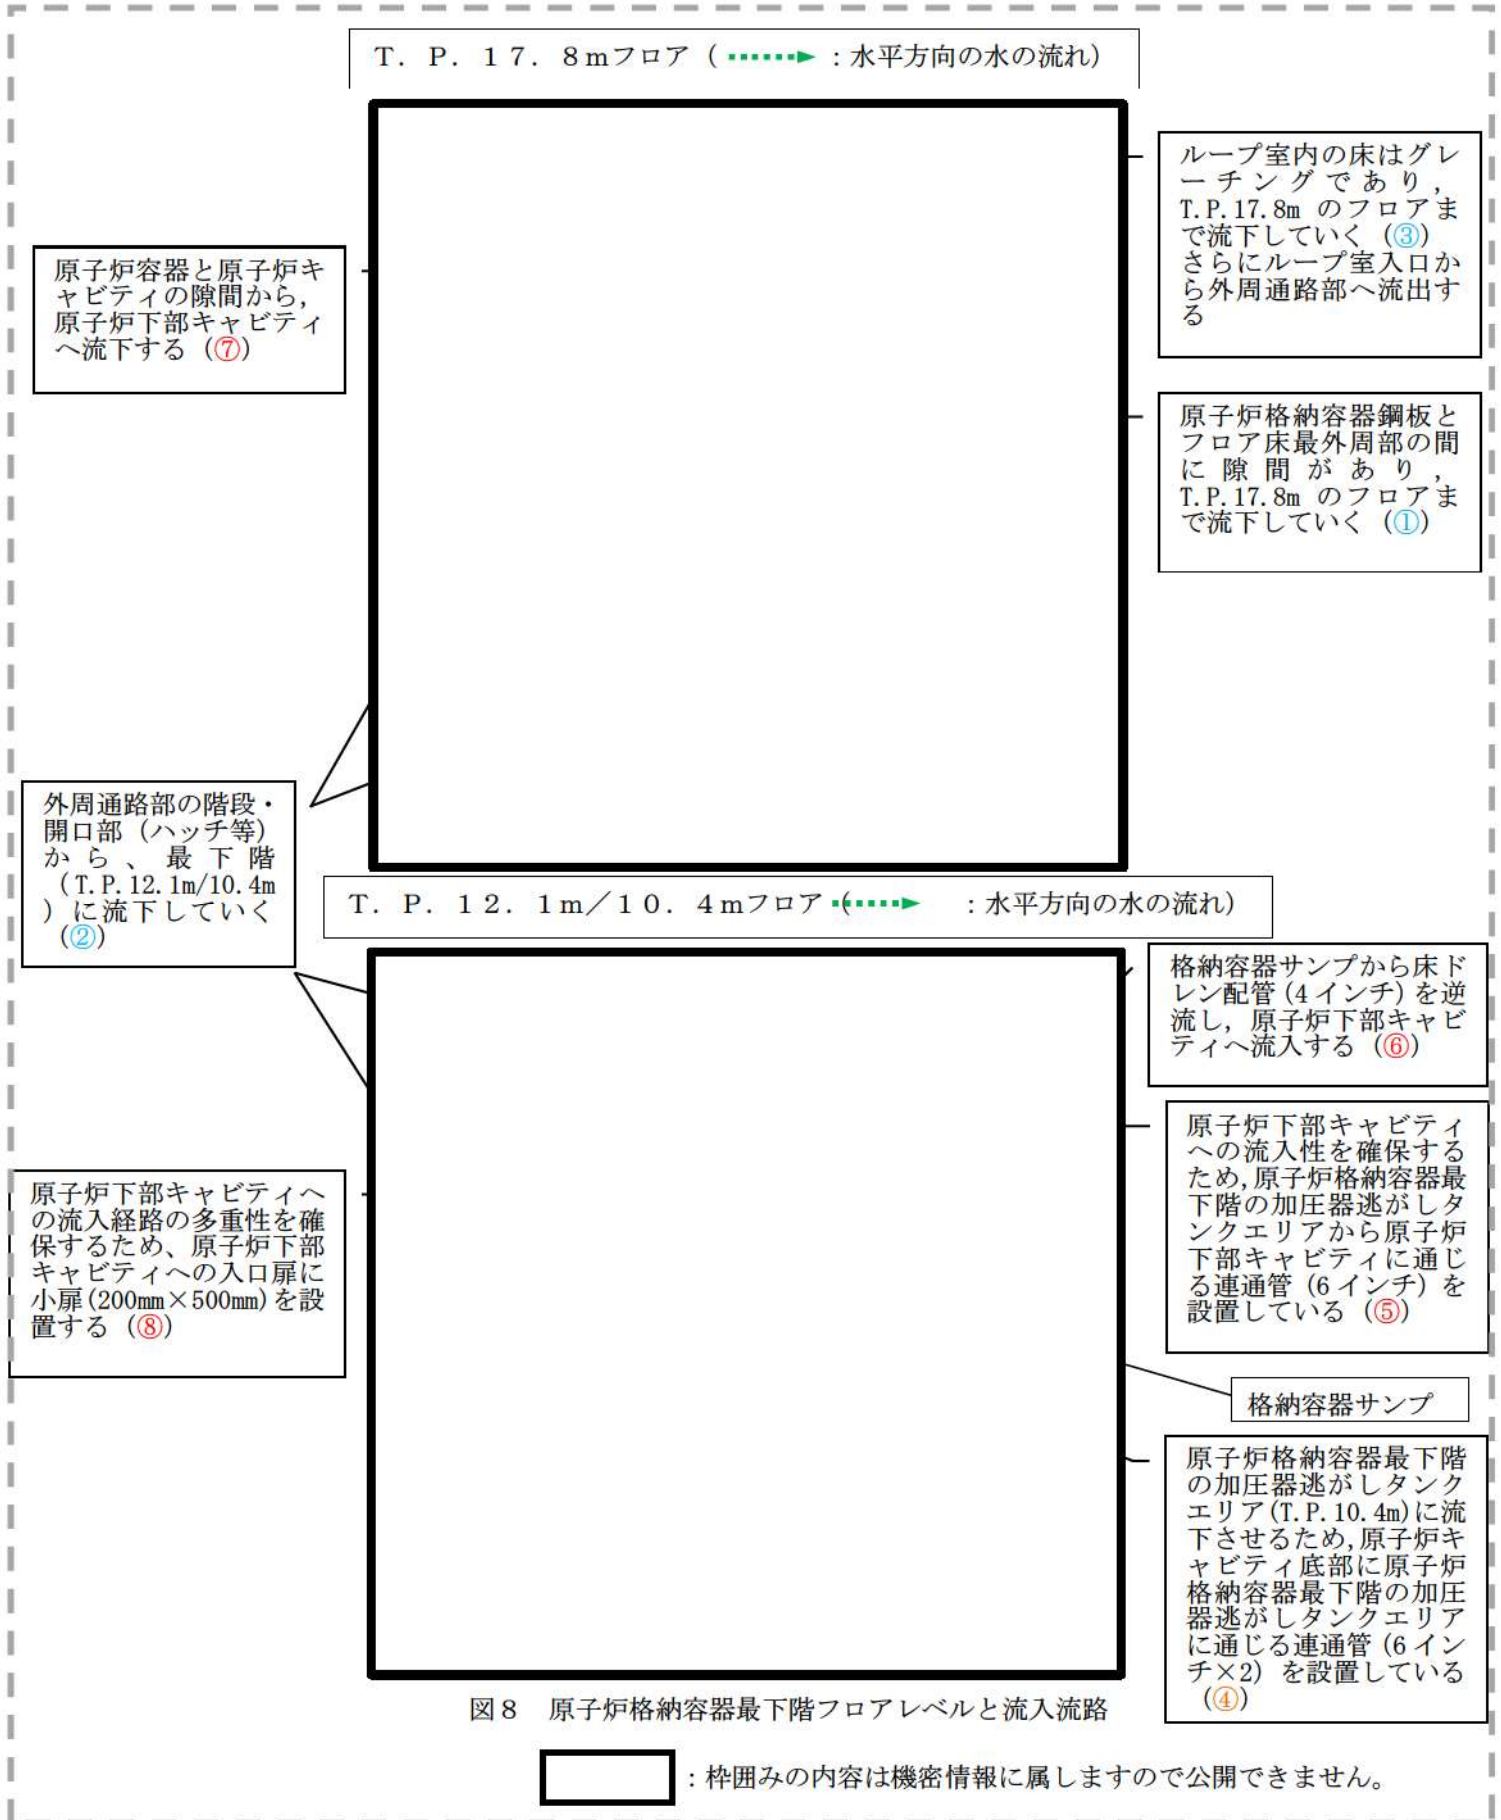 T．P．17．8mフロア（ ：水平方向の水の流れ）
ループ室内の床はグレ
ーチングであり，
T.P.17.8m のフロアま
で流下していく（③）
さらにループ室入口か
ら外周通路部へ流出す
る
原子炉容器と原子炉キ
ャビティの隙間から，
原子炉下部キャビティ
へ流下する（⑦）
原子炉格納容器鋼板と
フロア床最外周部の間
に隙間があり，
T.P.17.8m のフロアま
で流下していく（①）
外周通路部の階段・
開口部（ハッチ等）
から、最下階
（T.P.12.1m/10.4m
）に流下していく
（②）
T．P．12．1m／10．4mフロア（ ：水平方向の水の流れ）
格納容器サンプから床ド
レン配管(4インチ)を逆
流し，原子炉下部キャビ
ティへ流入する（⑥）
原子炉下部キャビティ
への流入性を確保する
ため,原子炉格納容器最
下階の加圧器逃がしタ
ンクエリアから原子炉
下部キャビティに通じ
る連通管（6インチ）を
設置している（⑤）
原子炉下部キャビティへ
の流入経路の多重性を確
保するため、原子炉下部
キャビティへの入口扉に
小扉(200mm×500mm)を設
置する（⑧）
格納容器サンプ
原子炉格納容器最下階
の加圧器逃がしタンク
エリア(T.P.10.4m)に流
下させるため,原子炉キ
ャビティ底部に原子炉
格納容器最下階の加圧
器逃がしタンクエリア
に通じる連通管（6イン
チ×2）を設置している
（④）
図8　原子炉格納容器最下階フロアレベルと流入流路
：枠囲みの内容は機密情報に属しますので公開できません。